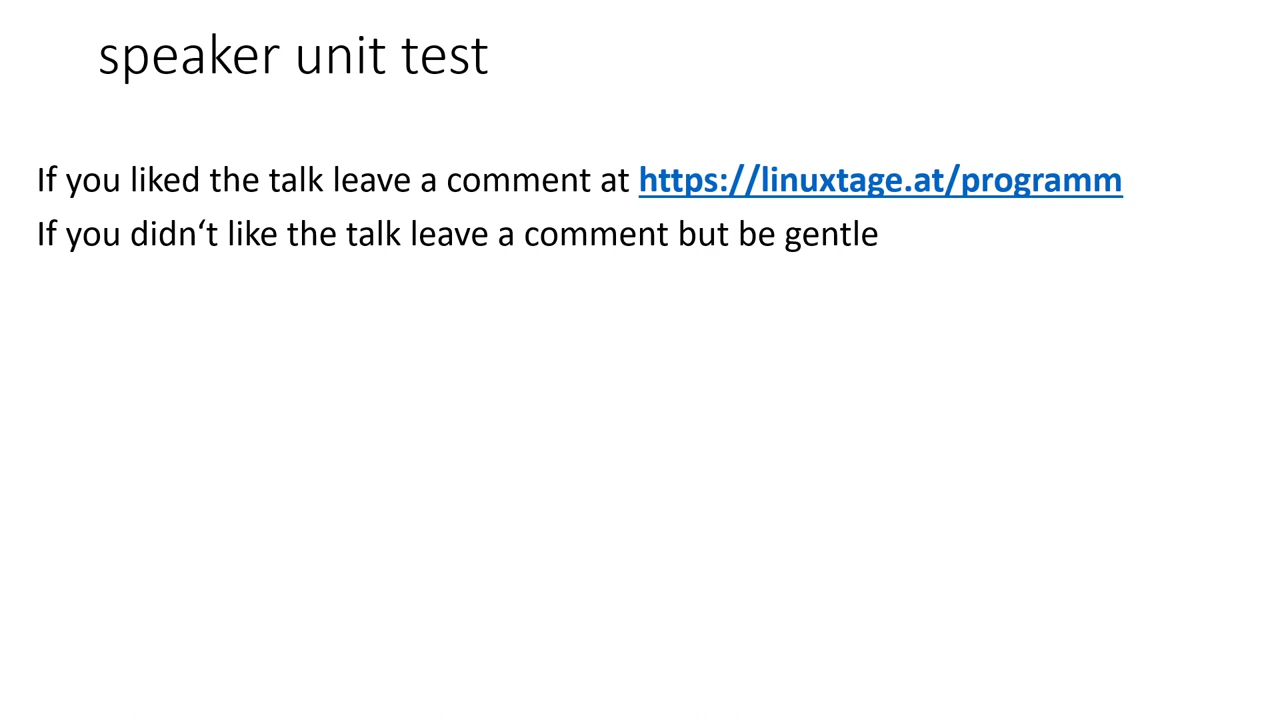 speaker unit test
If you liked the talk leave a comment at https://linuxtage.at/programm
If you didn‘t like the talk leave a comment but be gentle